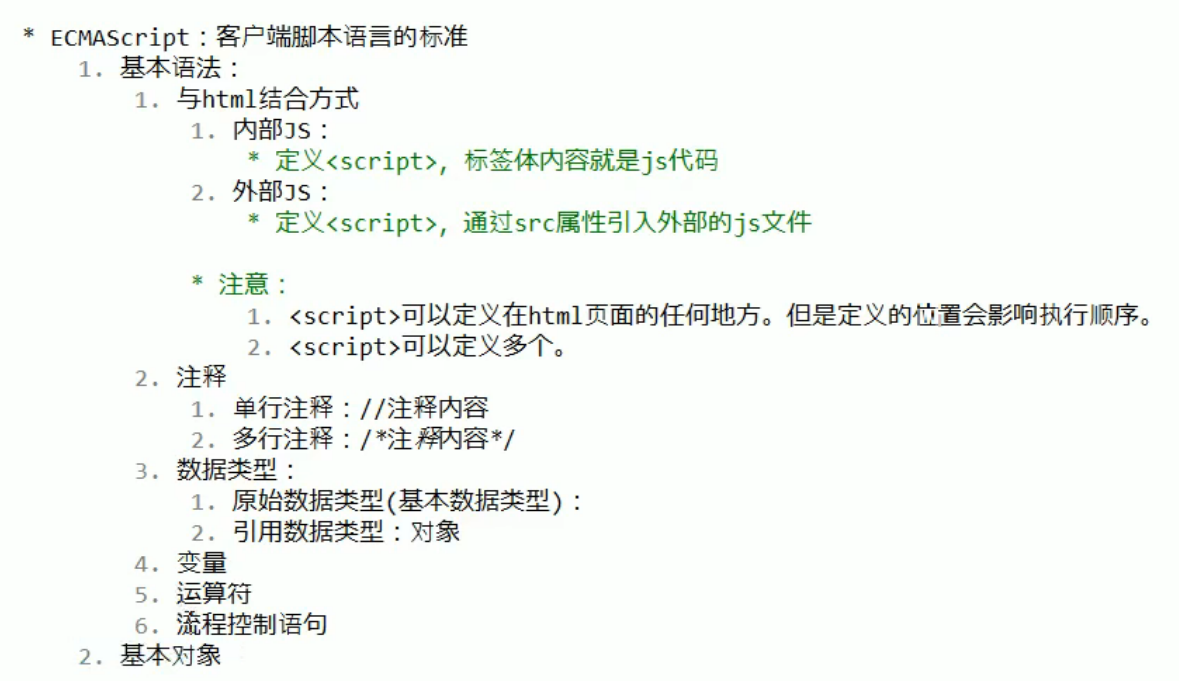 * ECMAScript：客户端脚本语言的标准
1. 基本语法：
1. 与html结合方式
1. 内部JS：
* 定义<script>，标签体内容就是js代码
2. 外部JS：
* 定义<script>，通过src属性引入外部的js文件
* 注意：
1. <script>可以定义在html页面的任何地方。但是定义的位置会影响执行顺序。
2. <script>可以定义多个。
2. 注释
1. 单行注释：//注释内容
2. 多行注释：/*注释内容*/
3. 数据类型：
1. 原始数据类型(基本数据类型)：
2. 引用数据类型：对象
4. 变量
5. 运算符
6. 流程控制语句
2. 基本对象